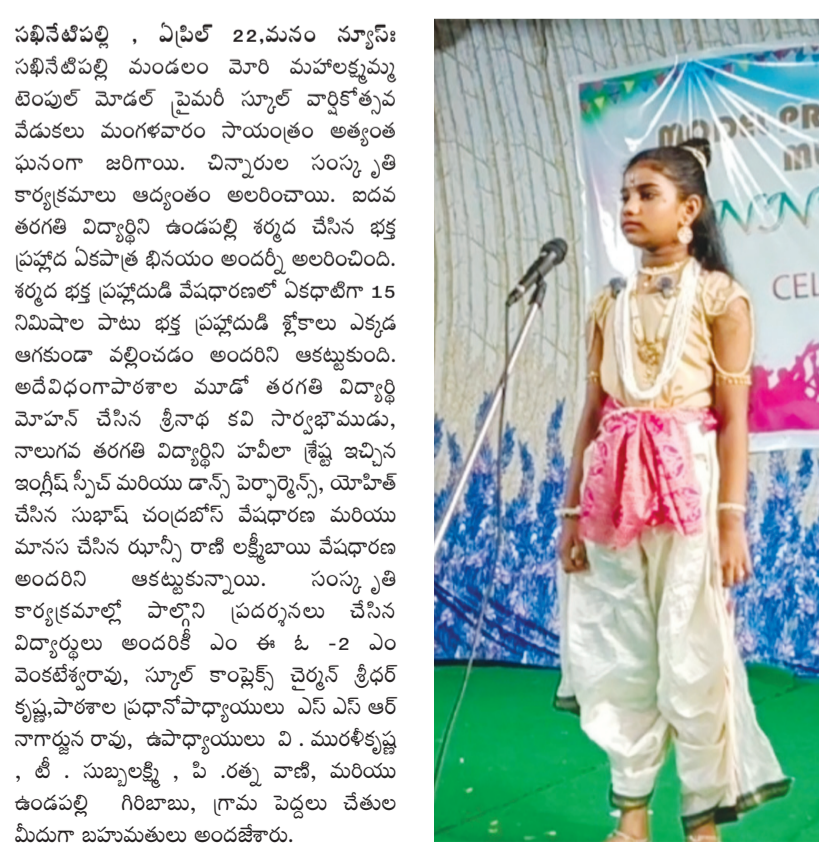 సఖినేటిపల్లి , ఏప్రిల్ 22,మనం న్యూస్:
సఖినేటిపల్లి మండలం మోరి మహాలక్ష్మమ్మ
టెంపుల్ మోడల్ ప్రైమరీ స్కూల్ వార్షికోత్సవ
వేడుకలు మంగళవారం సాయంత్రం అత్యంత
ఘనంగా జరిగాయి. చిన్నారుల సంస్కృతి
కార్యక్రమాలు ఆద్యంతం అలరించాయి. ఐదవ
తరగతి విద్యార్థిని ఉండపల్లి శర్మద చేసిన భక్త
ప్రహ్లాద ఏకపాత్ర భినయం అందర్నీ అలరించింది.
శర్మద భక్త ప్రహ్లాదుడి వేషధారణలో ఏకధాటిగా 15
నిమిషాల పాటు భక్త ప్రహ్లాదుడి శ్లోకాలు ఎక్కడ
ఆగకుండా వల్లించడం అందరిని ఆకట్టుకుంది.
అదేవిధంగాపాఠశాల మూడో తరగతి విద్యార్థి
మోహన్ చేసిన శ్రీనాథ కవి సార్వభౌముడు,
నాలుగవ తరగతి విద్యార్థిని హవీలా శ్రేష్ట ఇచ్చిన
ఇంగ్లీష్ స్పీచ్ మరియు డాన్స్ పెర్ఫార్మెన్స్, యోహిత్
చేసిన సుభాష్ చంద్రబోస్ వేషధారణ మరియు
మానస చేసిన ఝాన్సీ రాణి లక్ష్మీబాయి వేషధారణ
అందరిని ఆకట్టుకున్నాయి. సంస్కృతి
కార్యక్రమాల్లో పాల్గొని ప్రదర్శనలు చేసిన
విద్యార్థులు అందరికీ ఎం ఈ ఓ -2 ఎం
వెంకటేశ్వరావు, స్కూల్ కాంప్లెక్స్ చైర్మన్ శ్రీధర్
కృష్ణ,పాఠశాల ప్రధానోపాధ్యాయులు ఎస్ ఎస్ ఆర్
నాగార్జున రావు, ఉపాధ్యాయులు వి . మురళీకృష్ణ
, టీ . సుబ్బలక్ష్మి , పి .రత్న వాణి, మరియు
ఉండపల్లి గిరిబాబు, గ్రామ పెద్దలు చేతుల
మీదుగా బహుమతులు అందజేశారు.
MODEL PR
M
NN
CEL